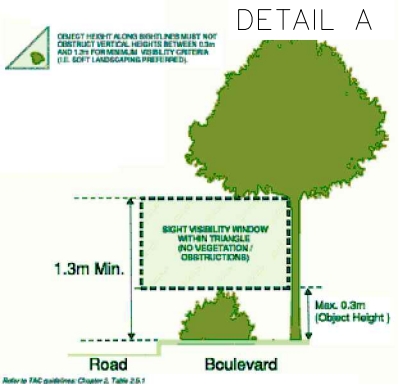 DETAIL A
OBJECT HEIGHT ALONG SIGHTLINES MUST NOT
OBSTRUCT VERTICAL HEIGHTS BETWEEN 0.3m
AND 1.3m FOR MINIMUM VISIBILITY CRITERIA
(I.E. SOFT LANDSCAPING PREFERRED).
SIGHT VISIBILITY WINDOW
WITHIN TRIANGLE
(NO VEGETATION /
OBSTRUCTIONS)
1.3m Min.
Max. 0.3m
(Object Height )
Road
Boulevard
Refer to TAC guidelines: Chapter 2, Table 2.5.1